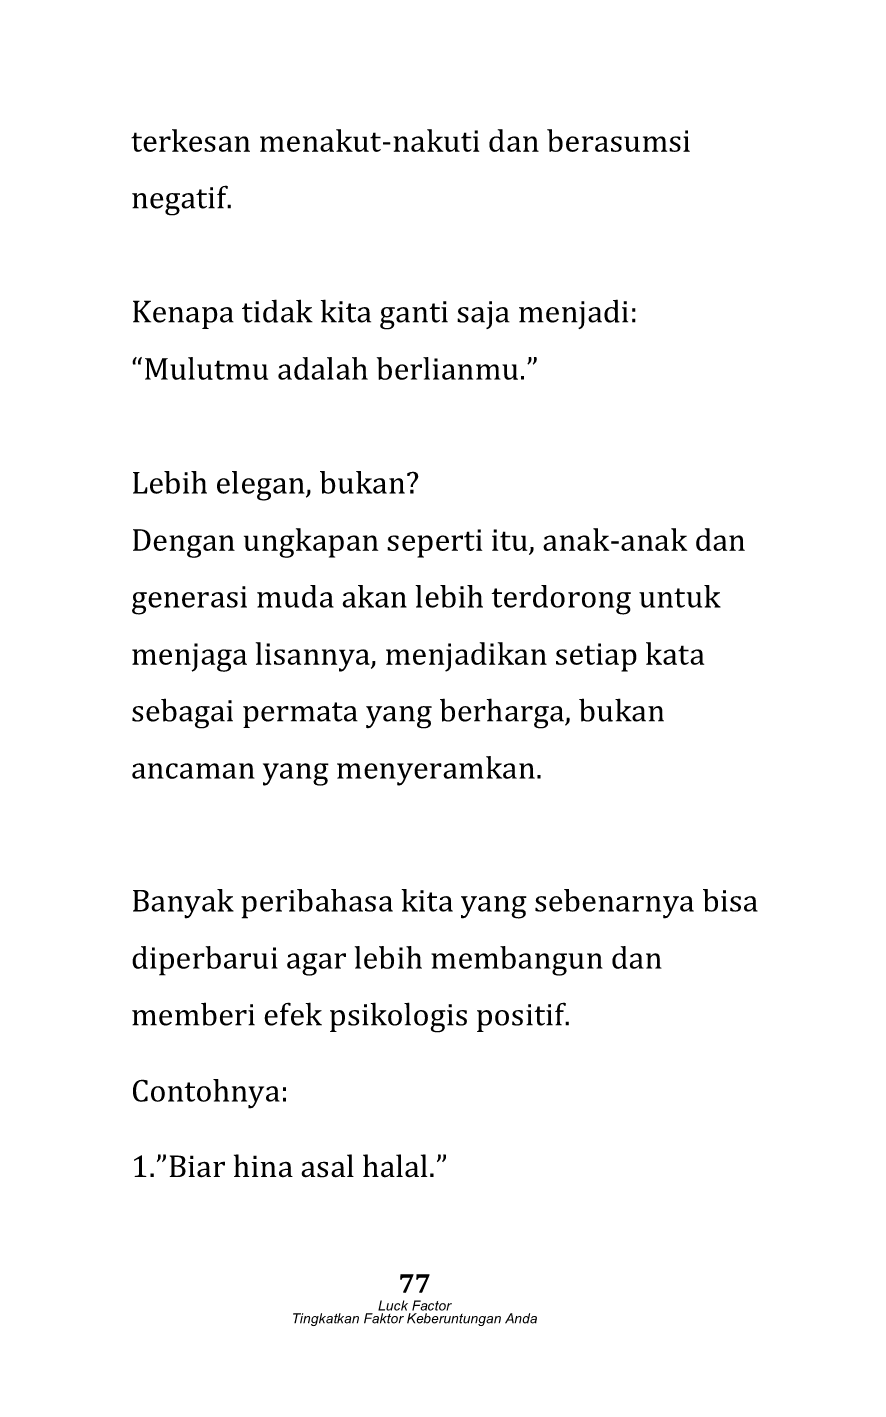 terkesan menakut-nakuti dan berasumsi
negatif.
Kenapa tidak kita ganti saja menjadi:
“Mulutmu adalah berlianmu.”
Lebih elegan, bukan?
Dengan ungkapan seperti itu, anak-anak dan
generasi muda akan lebih terdorong untuk
menjaga lisannya, menjadikan setiap kata
sebagai permata yang berharga, bukan
ancaman yang menyeramkan.
Banyak peribahasa kita yang sebenarnya bisa
diperbarui agar lebih membangun dan
memberi efek psikologis positif.
Contohnya:
1.”Biar hina asal halal.”
77
Luck Factor
Tingkatkan Faktor Keberuntungan Anda